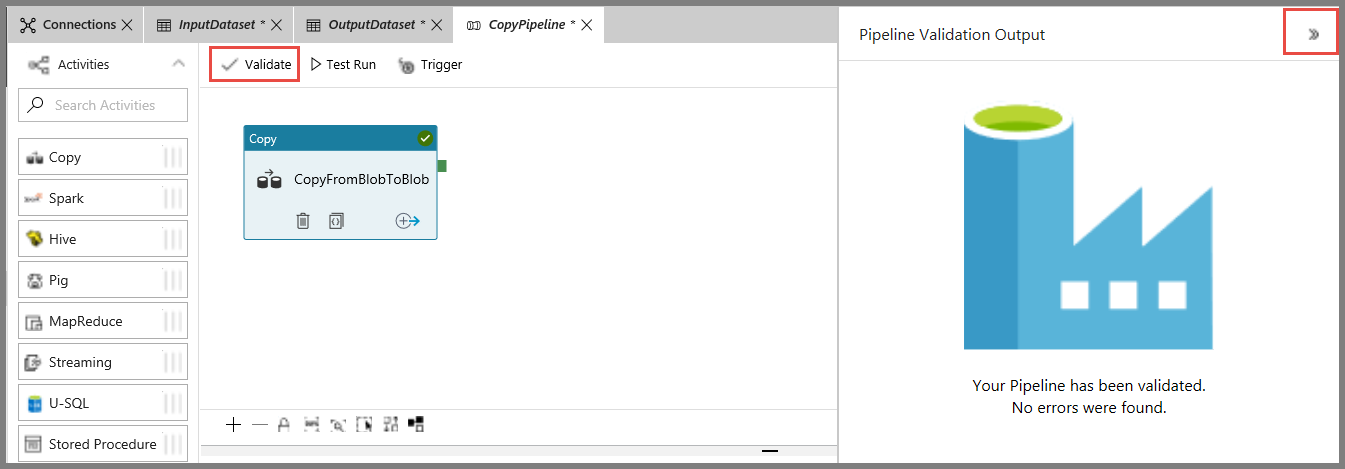 Connections
InputDataset *
OutputDataset *
CopyPipeline *
Activities
Search Activities
Copy
Spark
Hive
Pig
MapReduce
Streaming
U-SQL
Stored Procedure
Validate
Test Run
Trigger
Copy
CopyFromBlobToBlob
Pipeline Validation Output
Your Pipeline has been validated.
No errors were found.